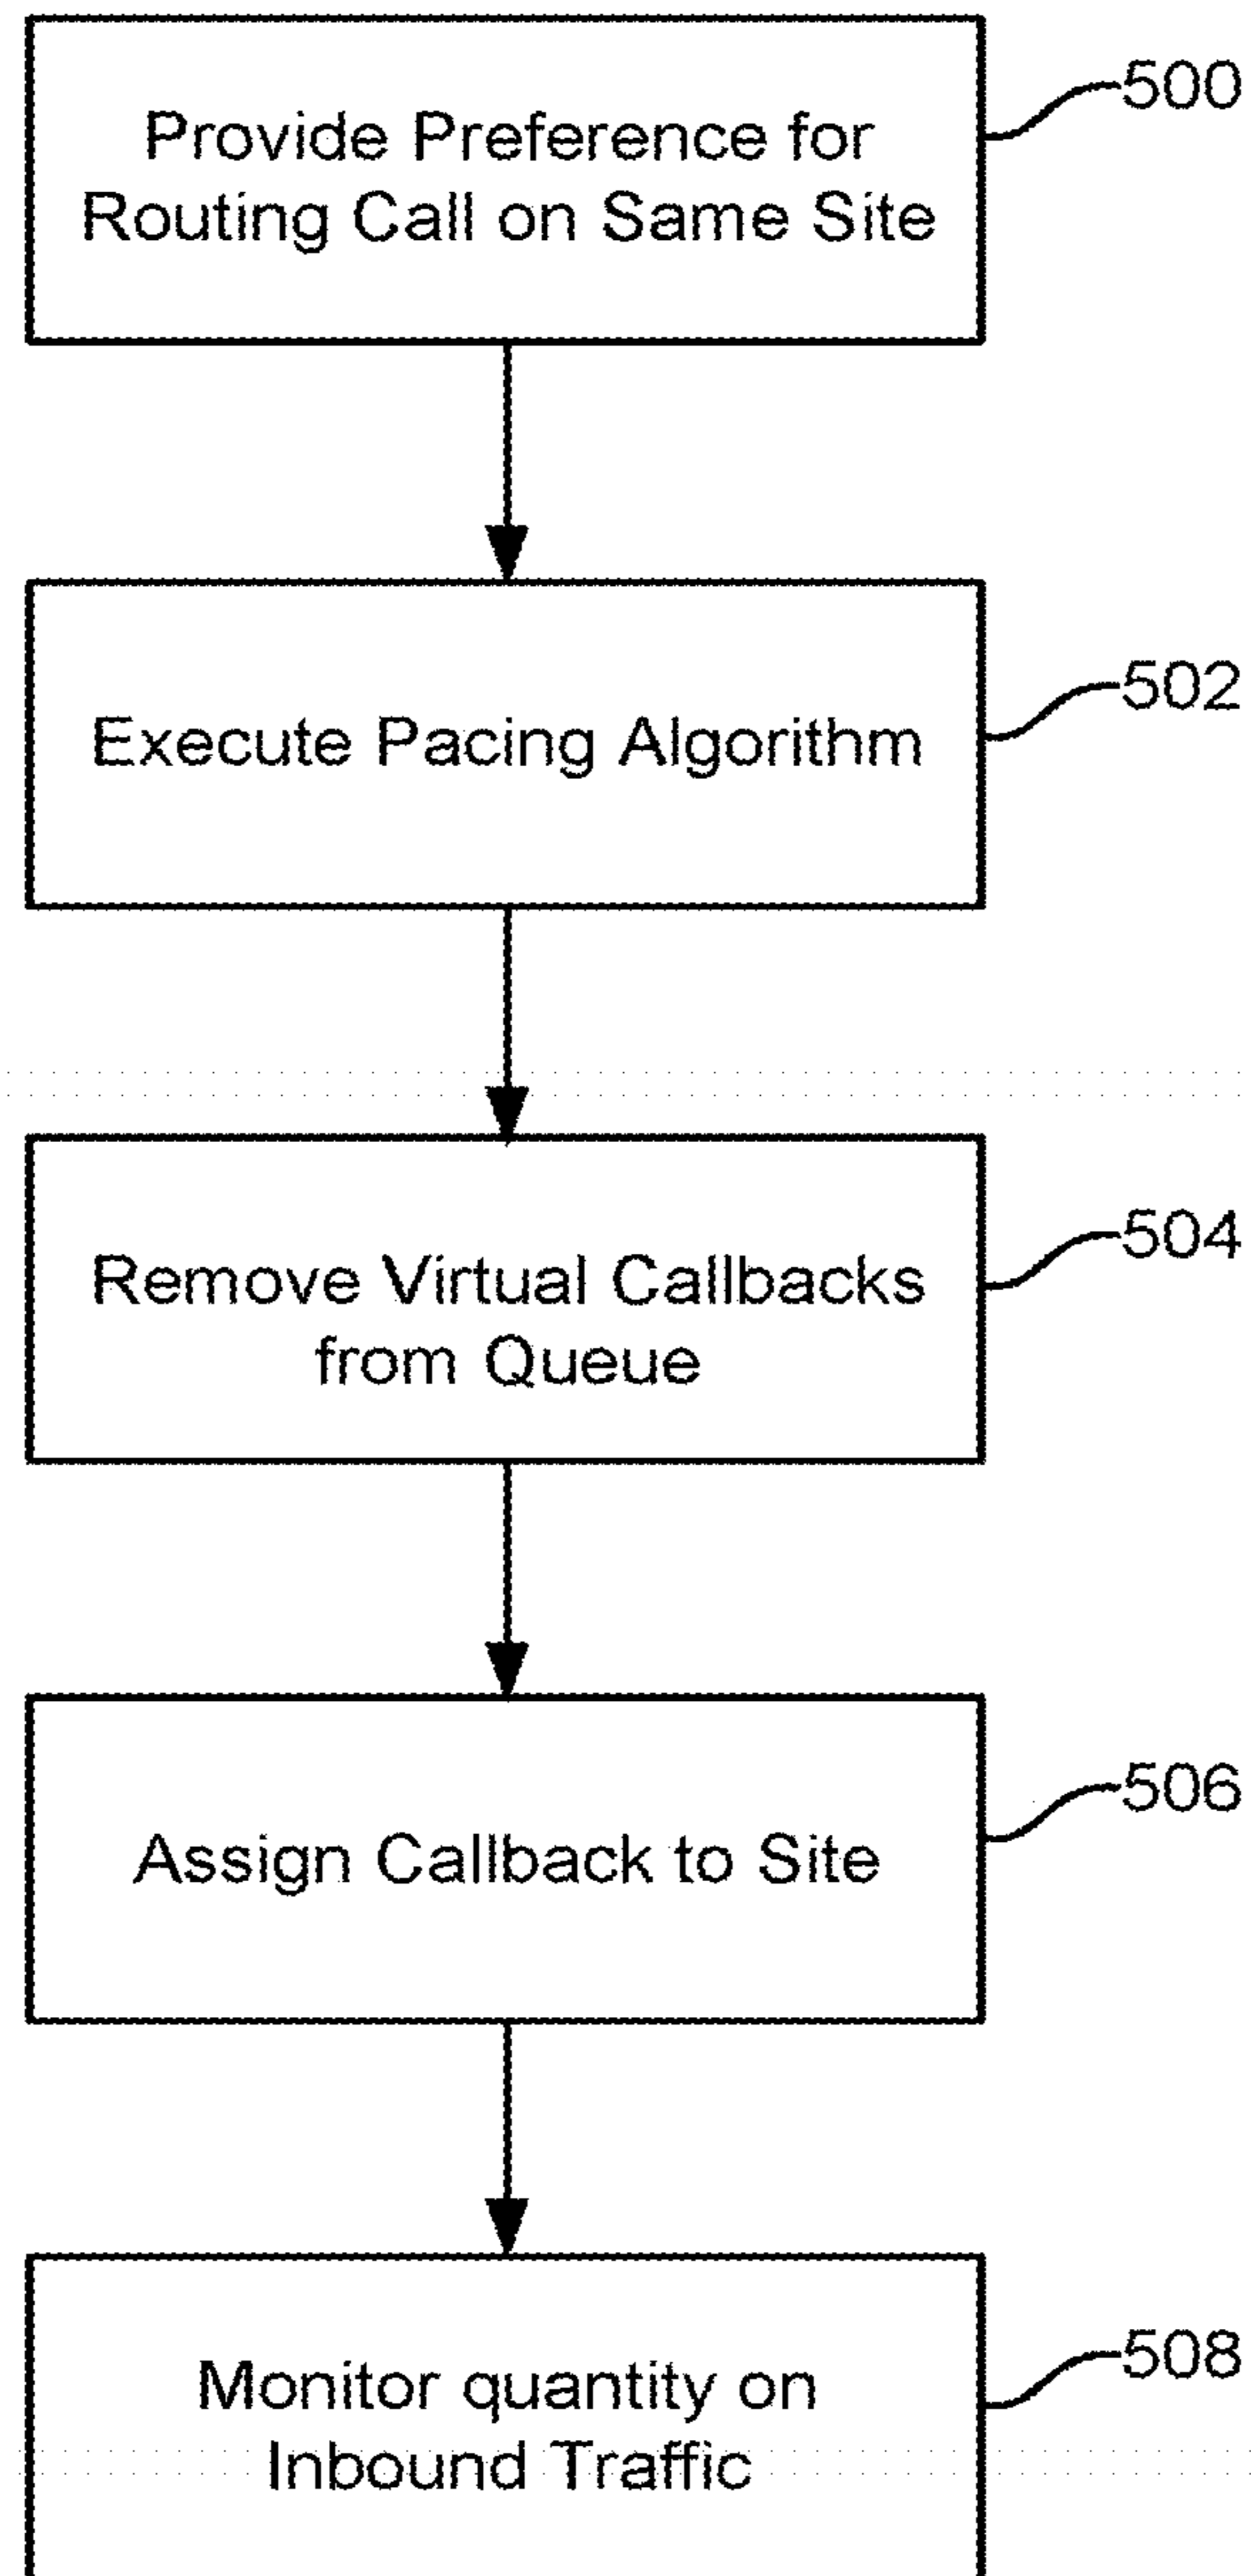 Provide Preference for
Routing Call on Same Site
500
Execute Pacing Algorithm
502
Remove Virtual Callbacks
from Queue
504
Assign Callback to Site
506
Monitor quantity on
Inbound Traffic
508